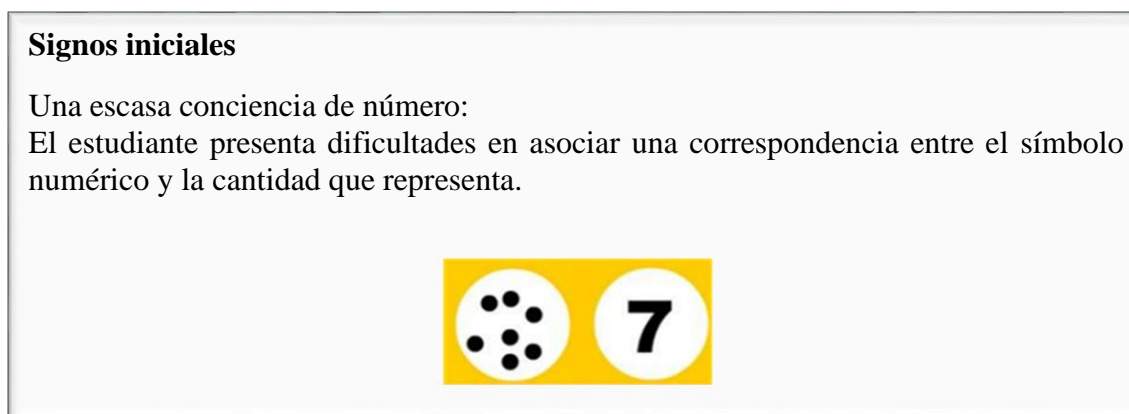 Signos iniciales
Una escasa conciencia de número:
El estudiante presenta dificultades en asociar una correspondencia entre el símbolo
numérico y la cantidad que representa.
7